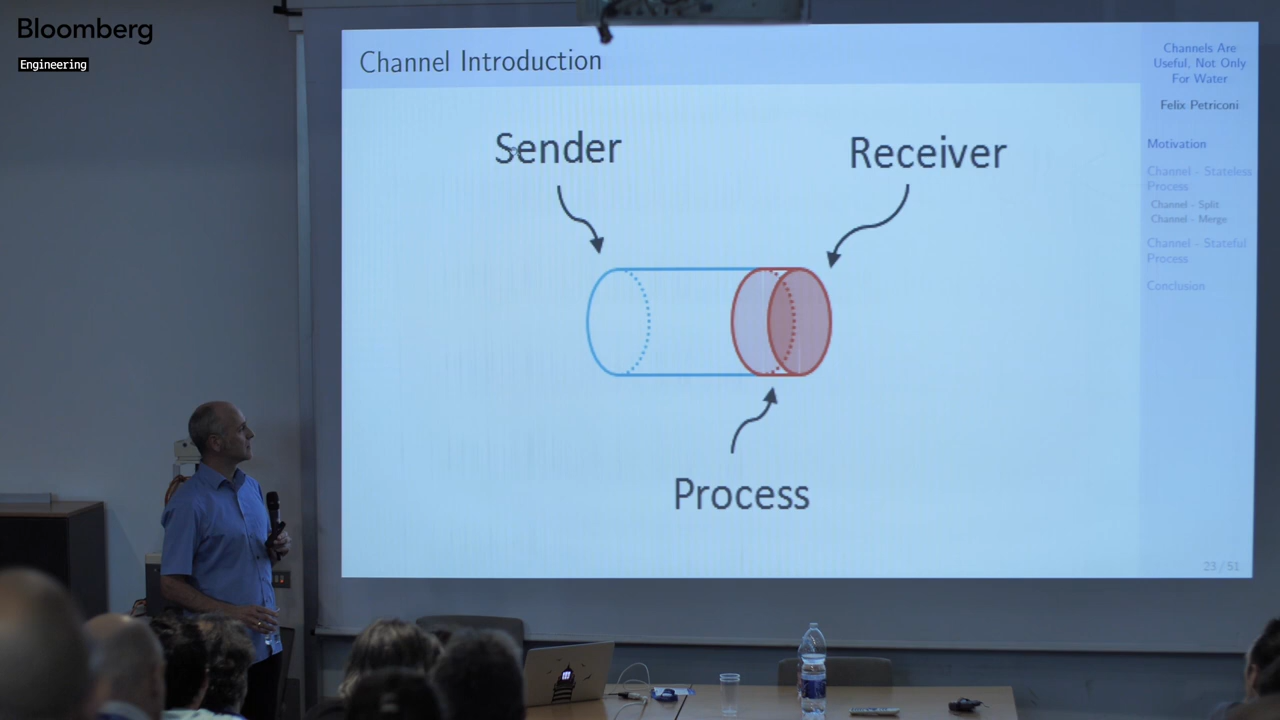 Bloomberg
Engineering
Channel Introduction
Sender
Receiver
Process
Channels Are
Useful, Not Only
For Water
Felix Petriconi
Motivation
Channel - Stateless
Process
Channel - Split
Channel - Merge
Channel - Stateful
Process
Conclusion
23 / 51